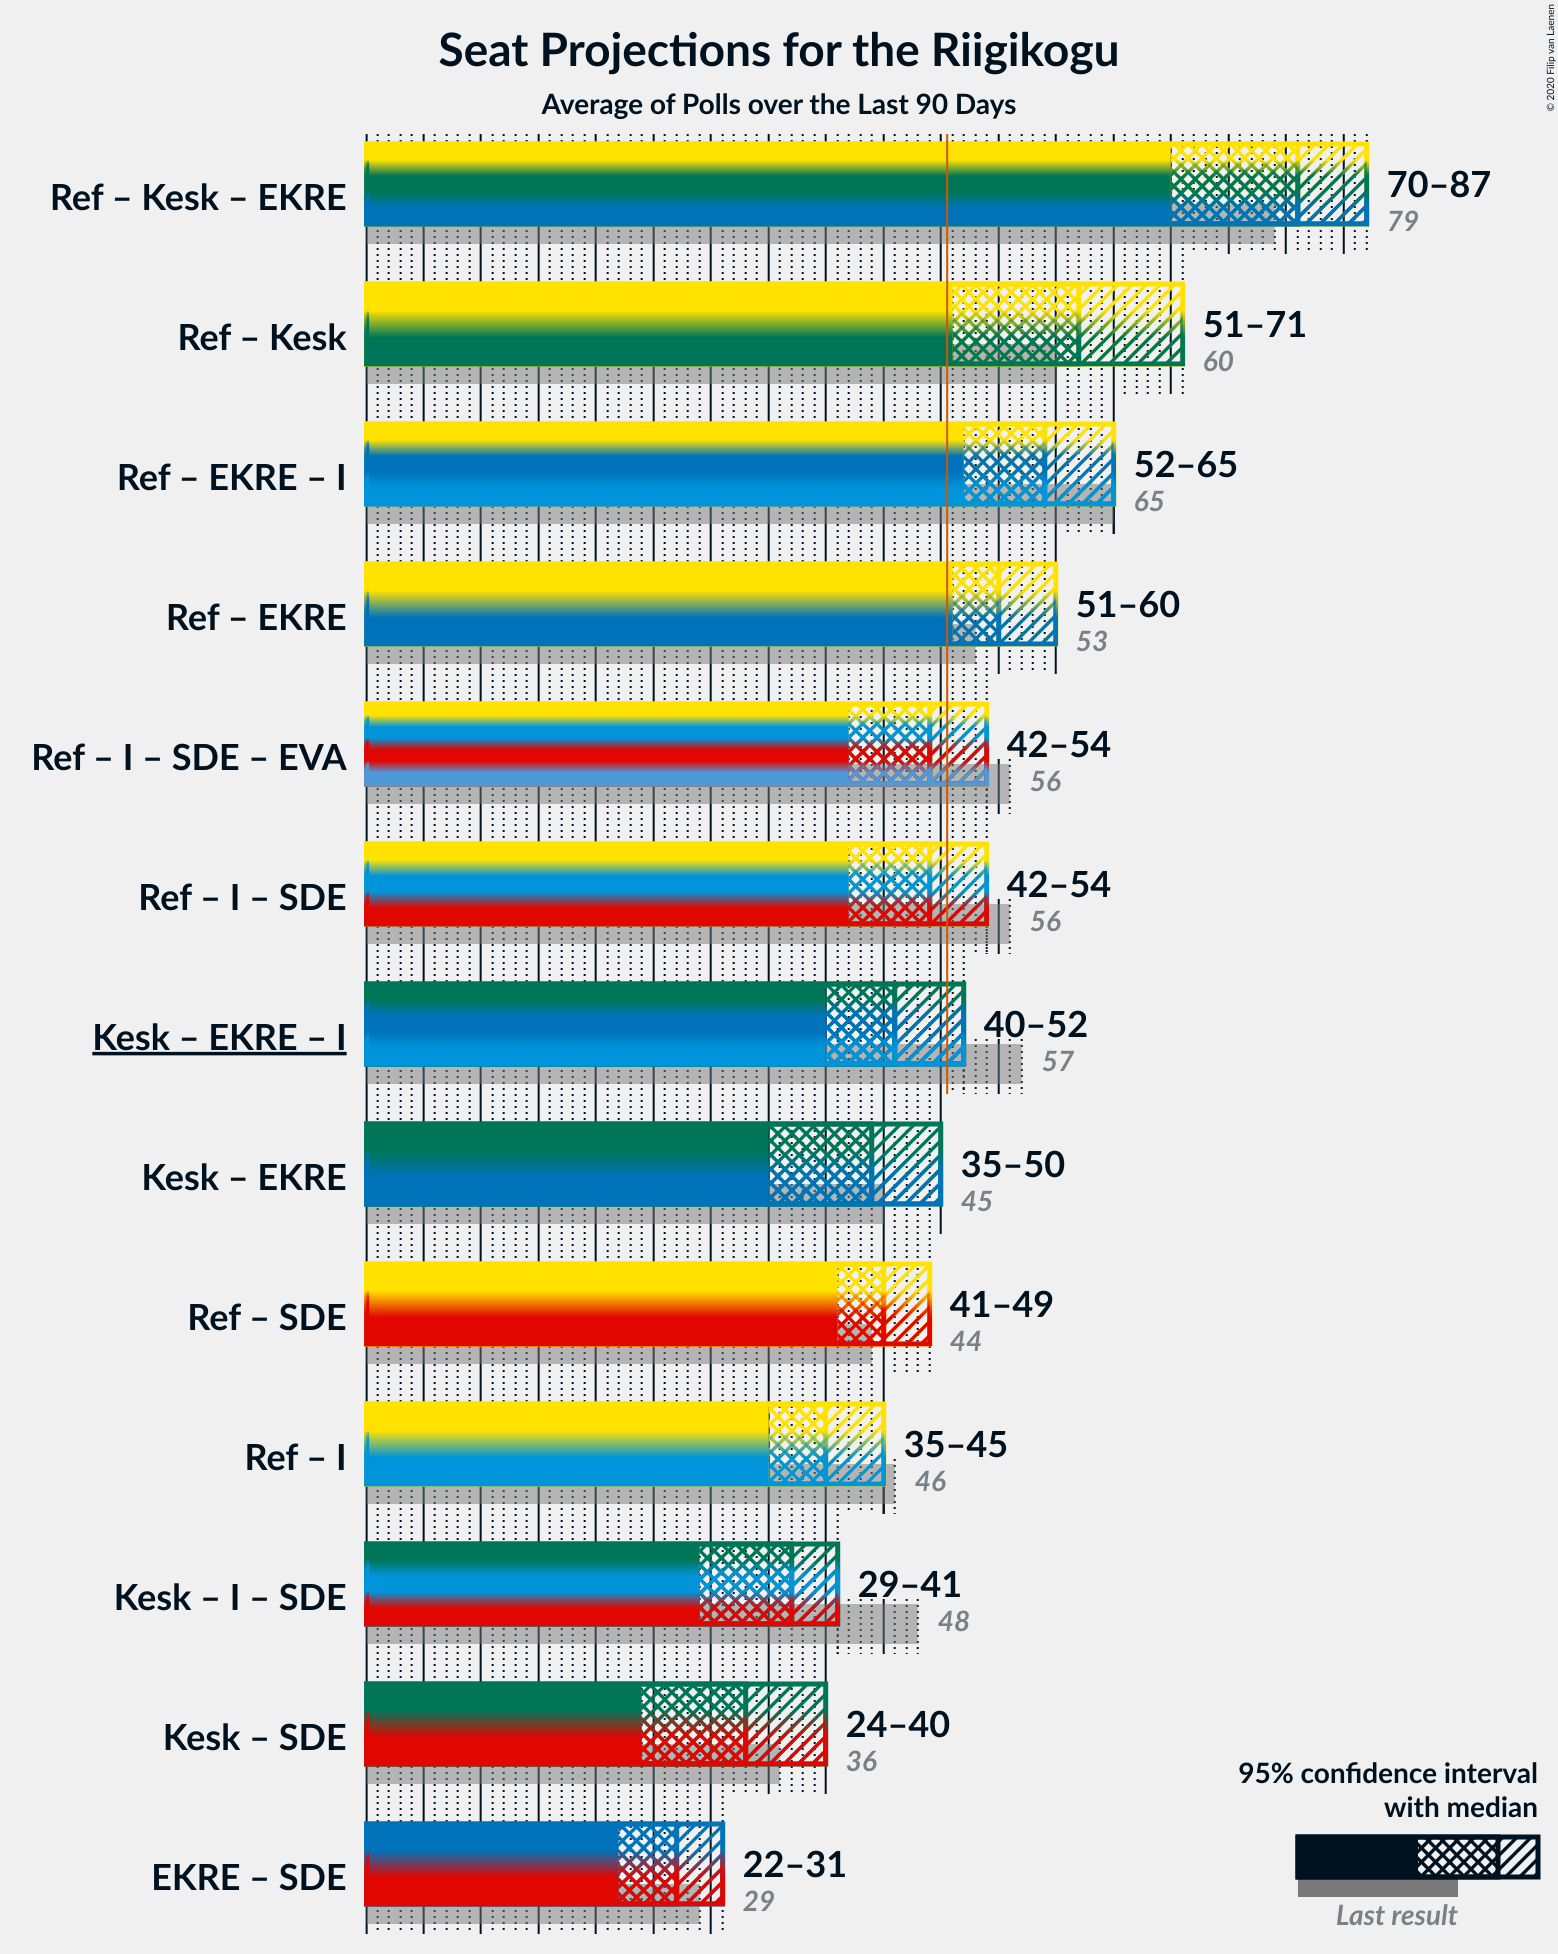 Seat Projections for the Riigikogu
Average of Polls over the Last 90 Days
© 2020 Filip van Laenen
Ref – Kesk – EKRE
70–87
79
Ref – Kesk
51–71
60
Ref – EKRE – I
52–65
65
Ref – EKRE
51–60
53
Ref – I – SDE – EVA
42–54
56
Ref – I – SDE
42–54
56
Kesk – EKRE – I
40–52
57
Kesk – EKRE
35–50
45
Ref – SDE
41–49
44
Ref – I
35–45
46
Kesk – I – SDE
29–41
48
Kesk – SDE
24–40
36
EKRE – SDE
22–31
29
95% confidence interval
with median
Last result